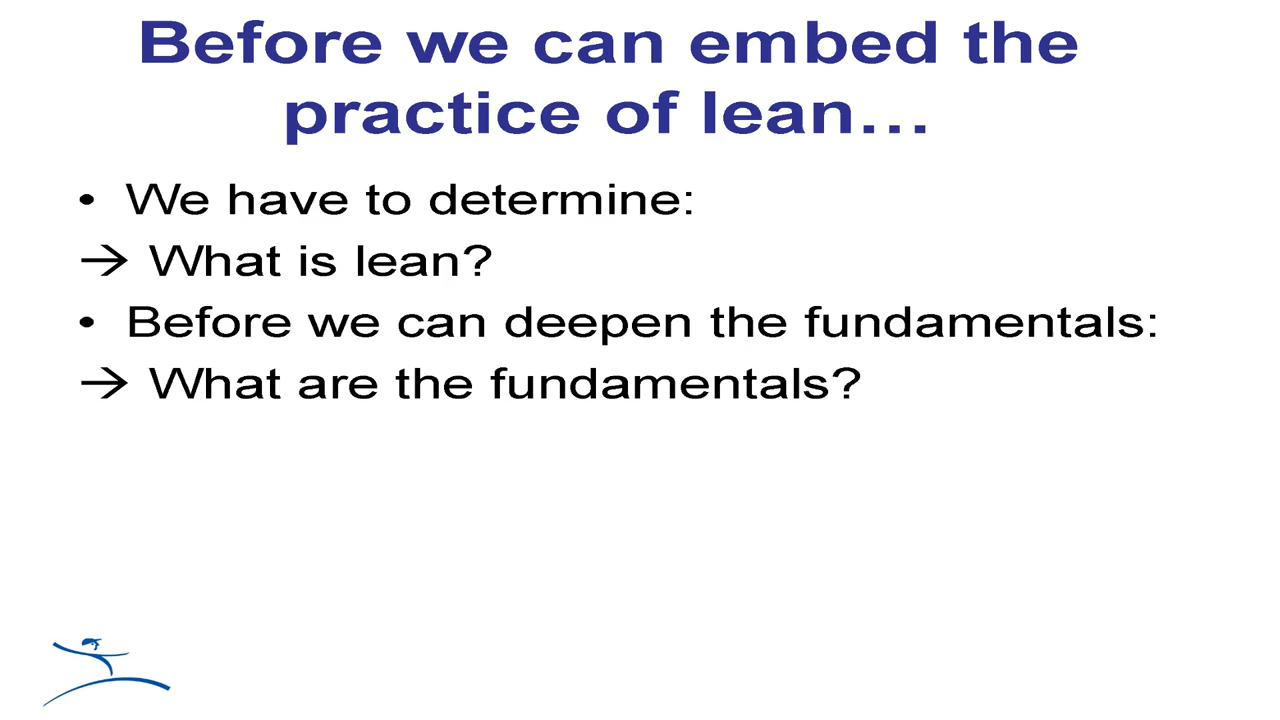 Before we can embed the
practice of lean…
• We have to determine:
→ What is lean?
• Before we can deepen the fundamentals:
→ What are the fundamentals?